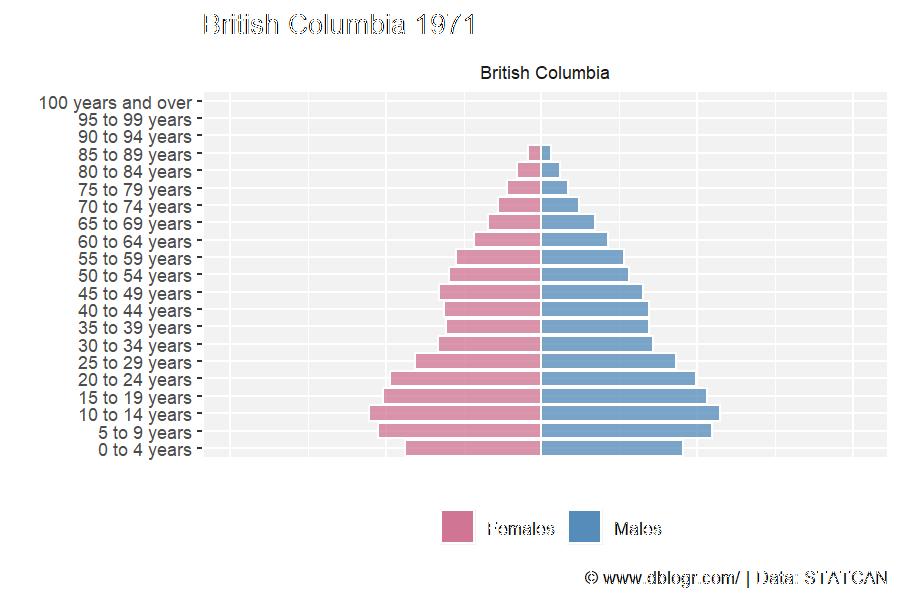 British Columbia 1971
British Columbia
100 years and over
95 to 99 years
90 to 94 years
85 to 89 years
80 to 84 years
75 to 79 years
70 to 74 years
65 to 69 years
60 to 64 years
55 to 59 years
50 to 54 years
45 to 49 years
40 to 44 years
35 to 39 years
30 to 34 years
25 to 29 years
20 to 24 years
15 to 19 years
10 to 14 years
5 to 9 years
0 to 4 years
Females Males
© www.dblogr.com/ | Data: STATCAN